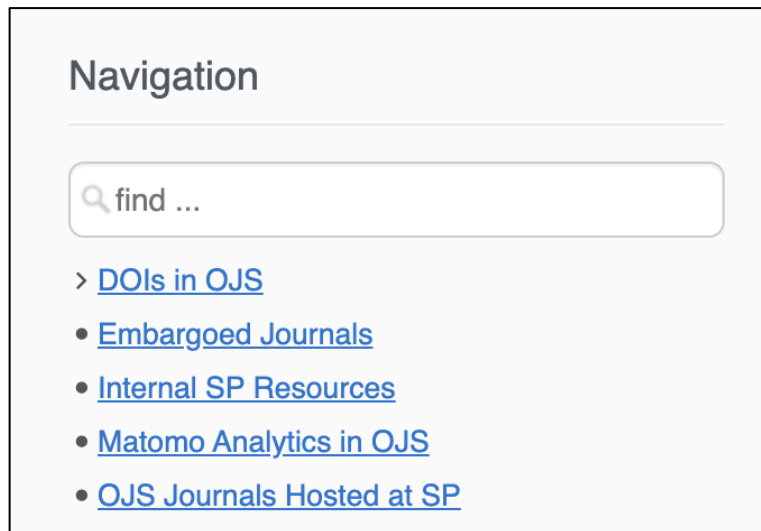 Navigation
find ...
DOIs in OJS
Embargoed Journals
Internal SP Resources
Matomo Analytics in OJS
OJS Journals Hosted at SP